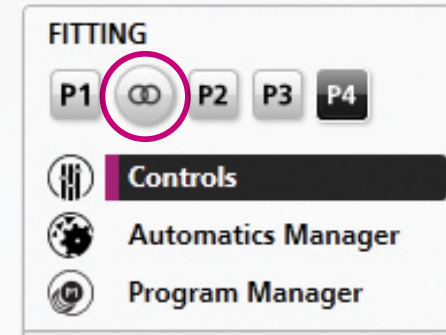 FITTING
P1 P2 P3 P4
Controls
Automatics Manager
Program Manager